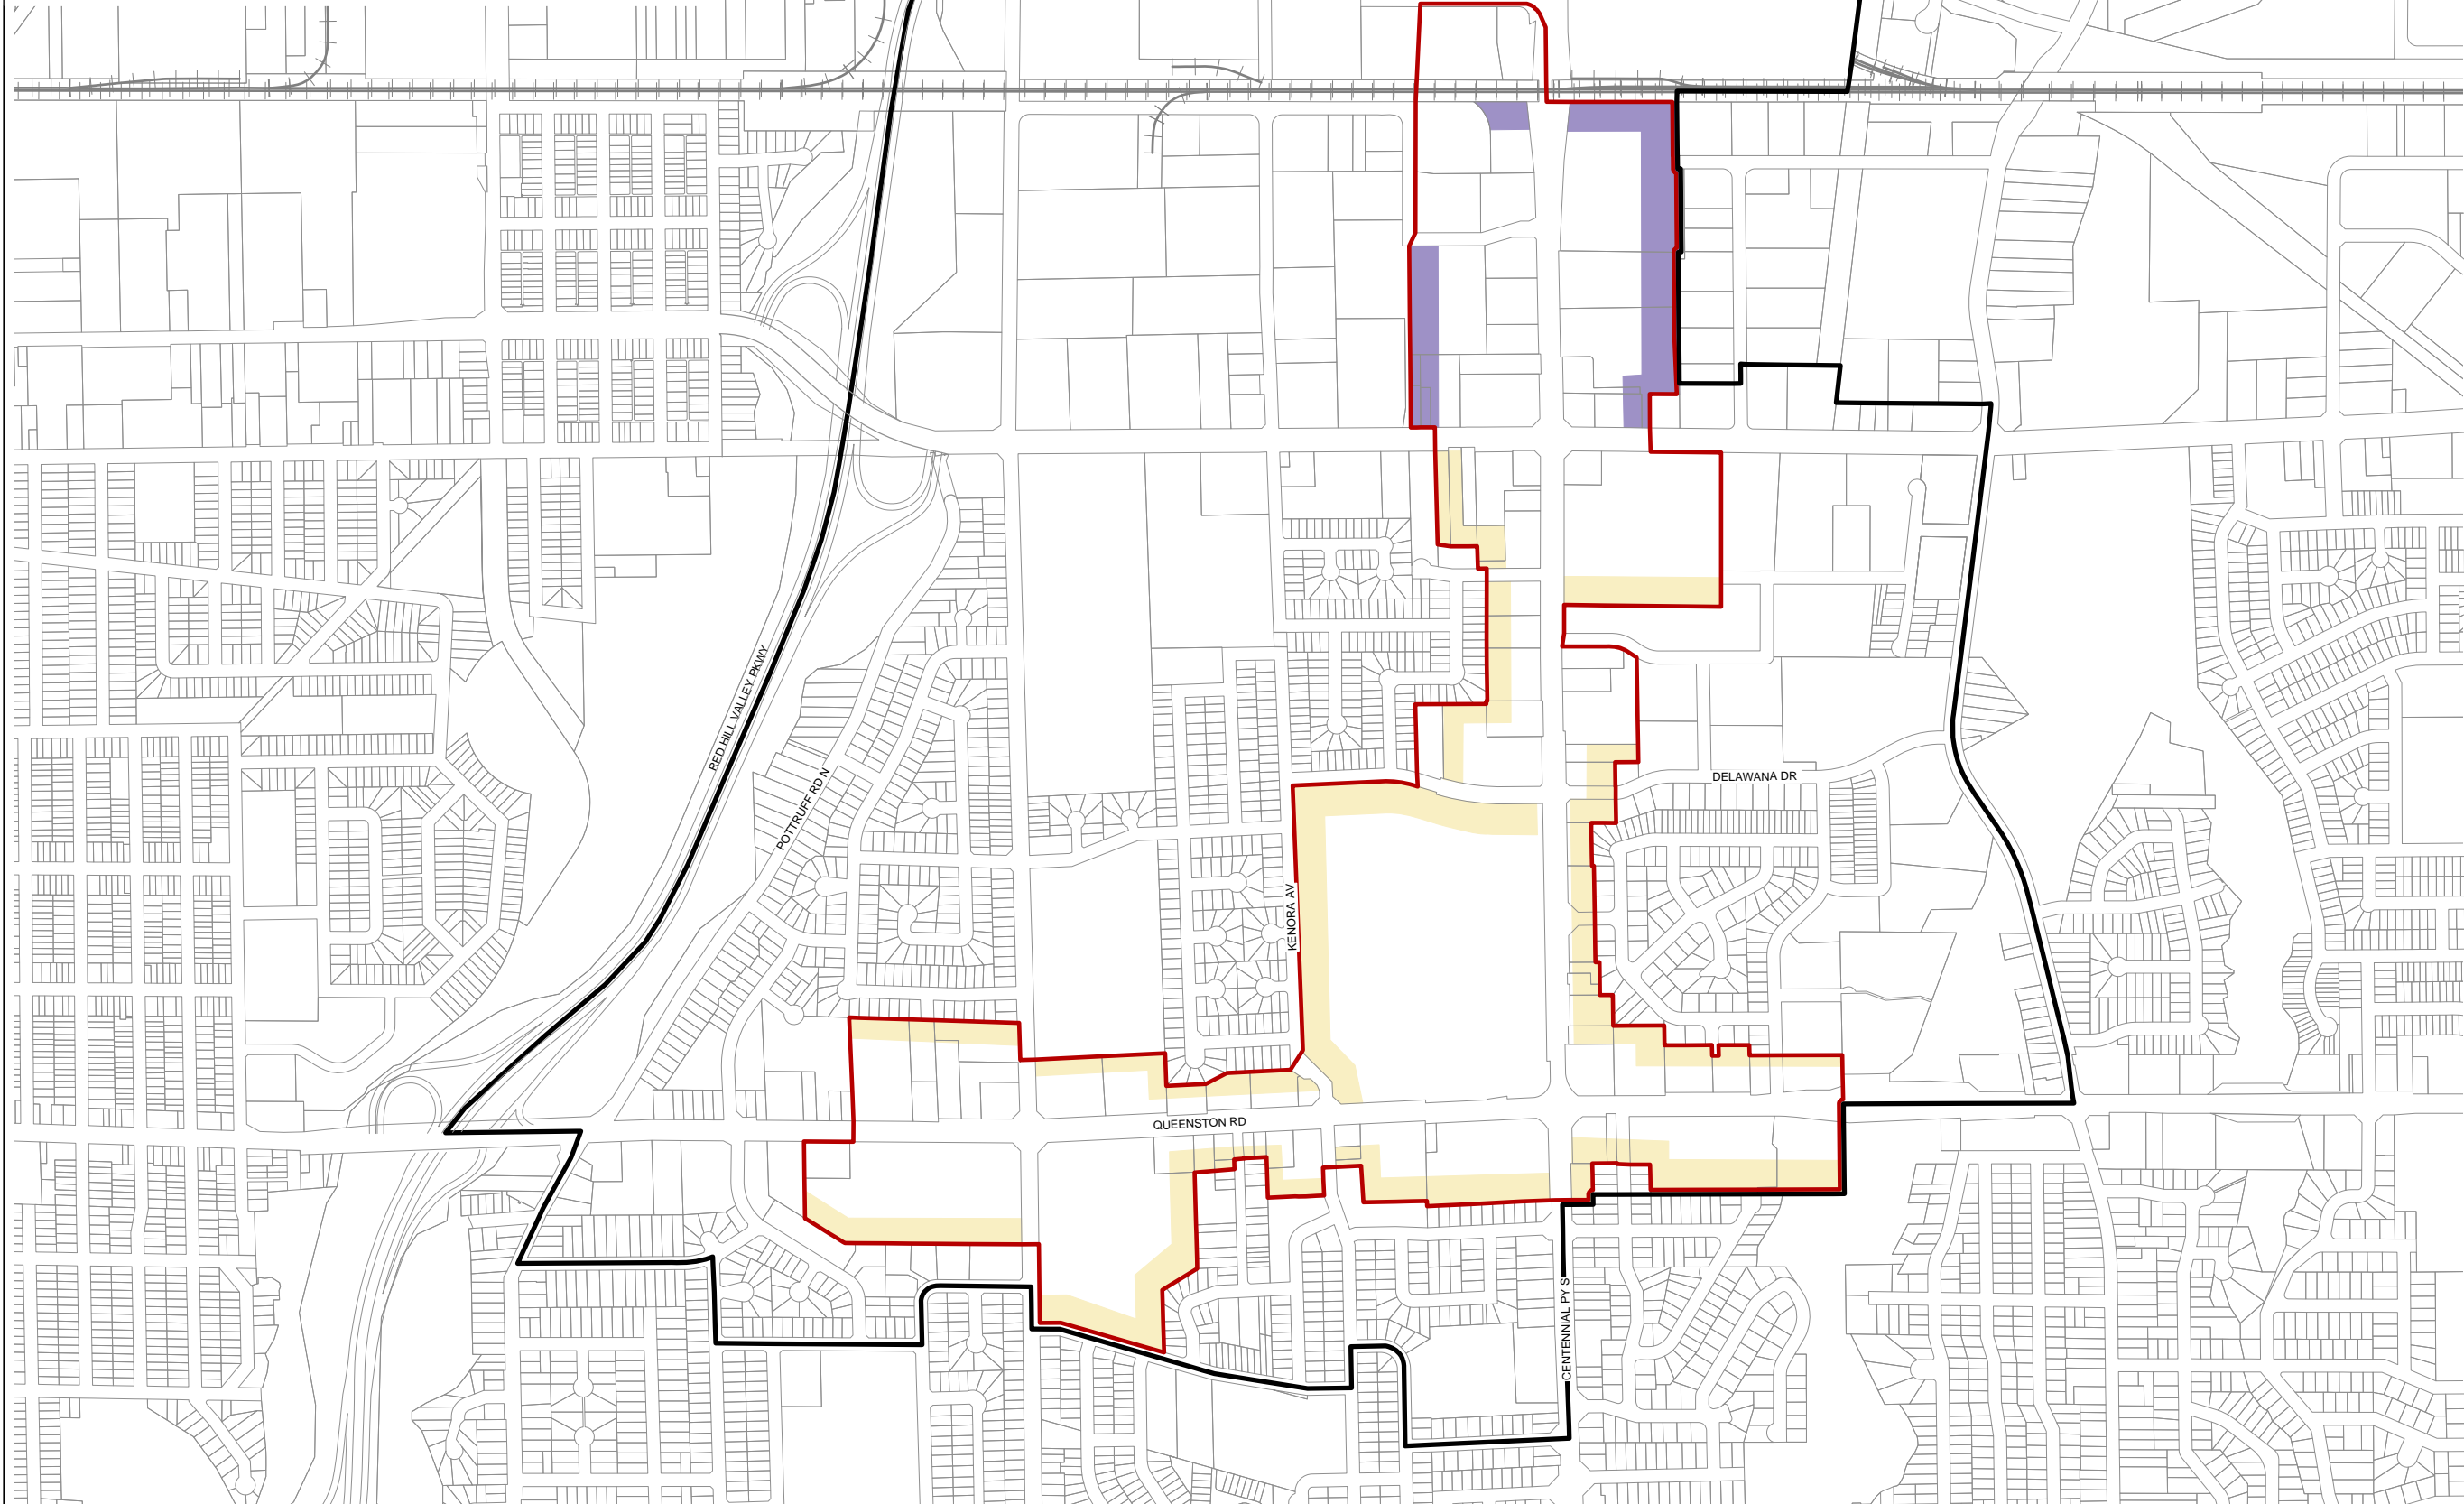 RED HILL VALLEY PKWY
DELAWANA DR
POTTRUFF RD N
KENORA AV
QUEENSTON RD
CENTENNIAL PY S